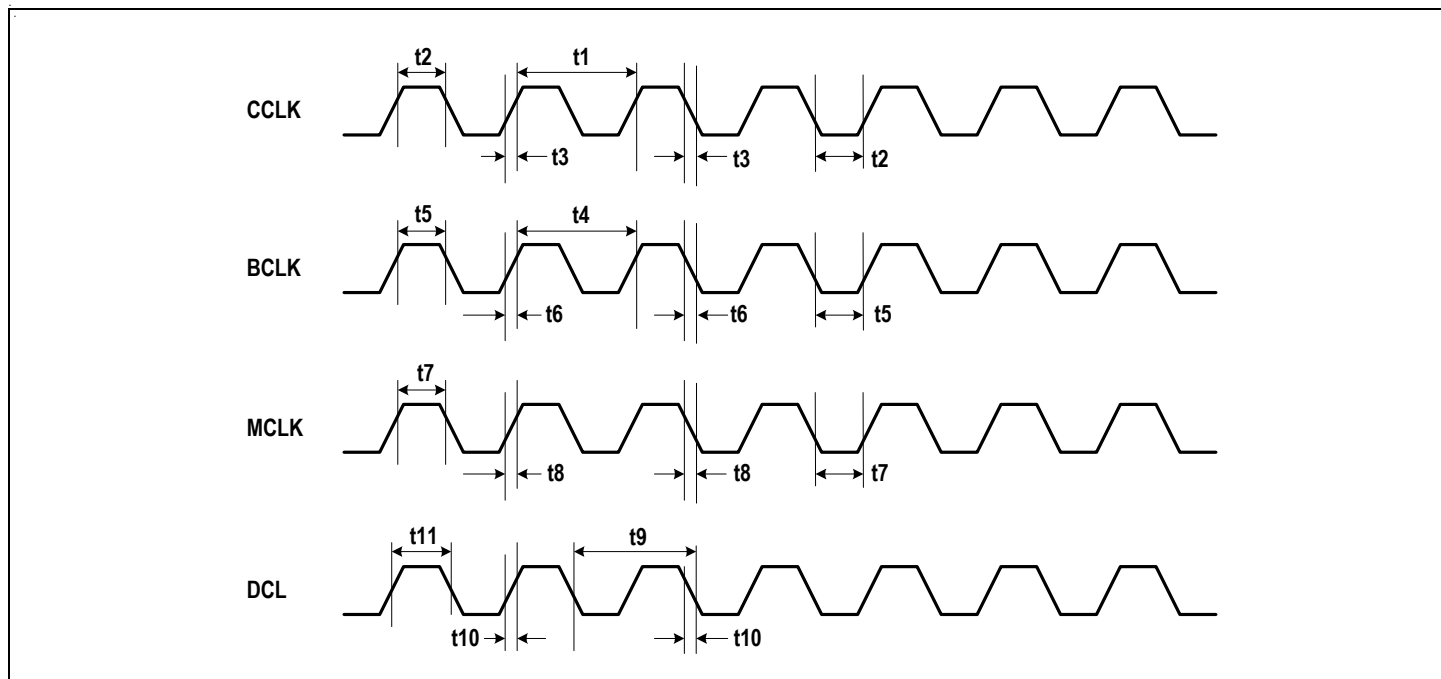 t2 t1
CCLK
t3 t3 t2
t5 t4
BCLK
t6 t6 t5
t7
MCLK
t8 t8 t7
t11 t9
DCL
t10 t10